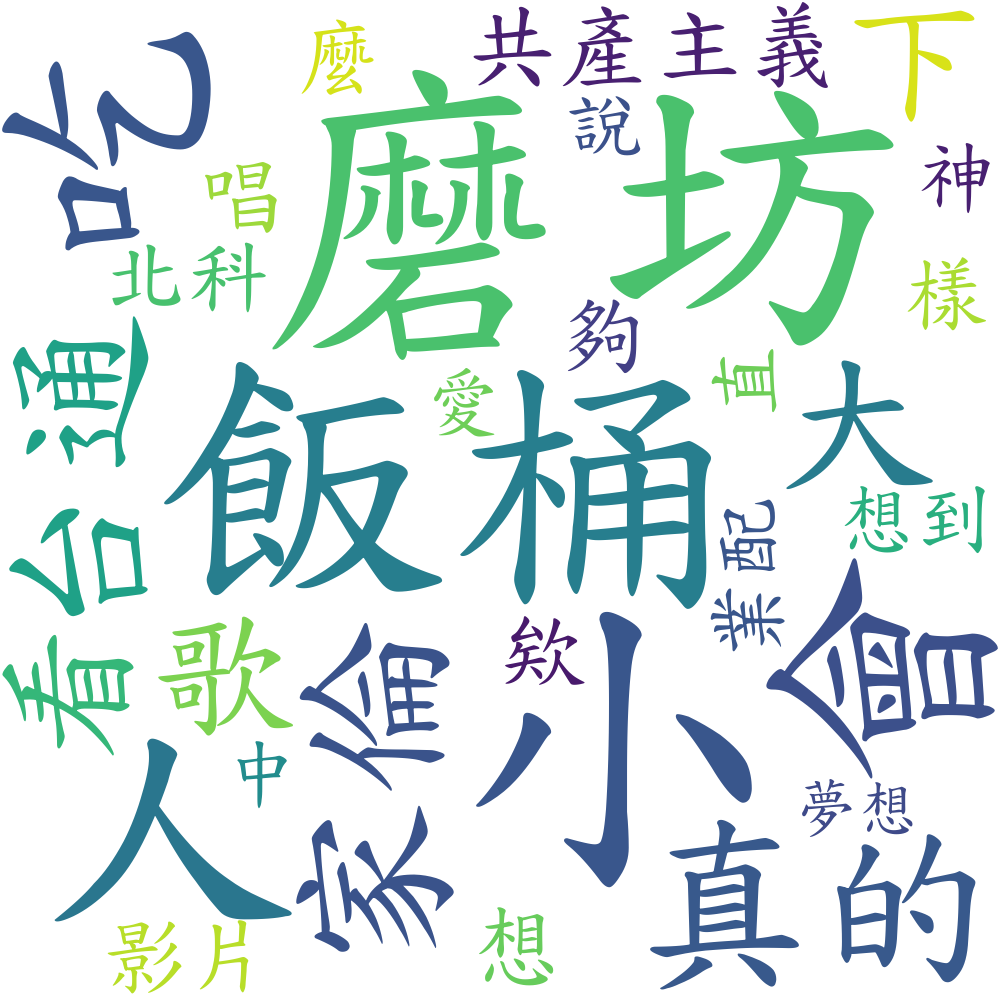 麼
共產主義
下
吃
磨坊
說
神
唱
北科
樣
夠
台通
愛
直
大
飯桶
想到
業配
看
歌
家倫
欸
小
會
人
中
夢想
真的
影片
想